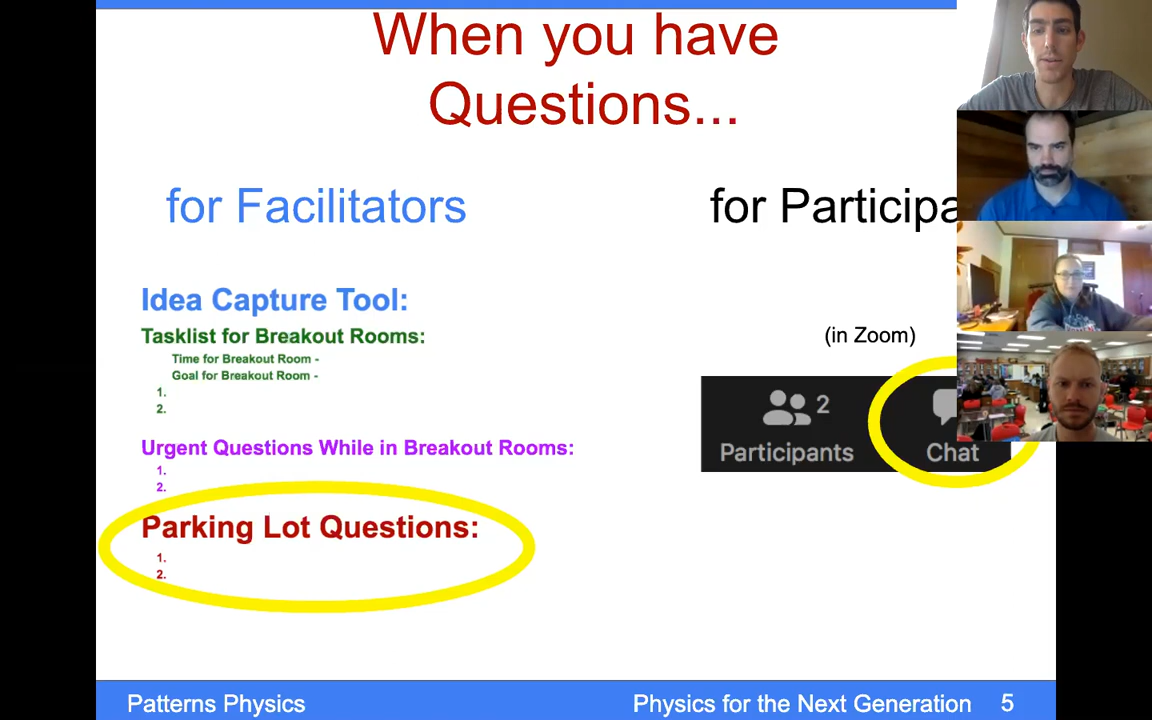 When you have
Questions...
for Facilitators
for Participa
Idea Capture Tool:
Tasklist for Breakout Rooms:
Time for Breakout Room -
Goal for Breakout Room -
1.
2.
Urgent Questions While in Breakout Rooms:
1.
2.
Parking Lot Questions:
1.
2.
(in Zoom)
2
Participants
Chat
Patterns Physics
Physics for the Next Generation 5